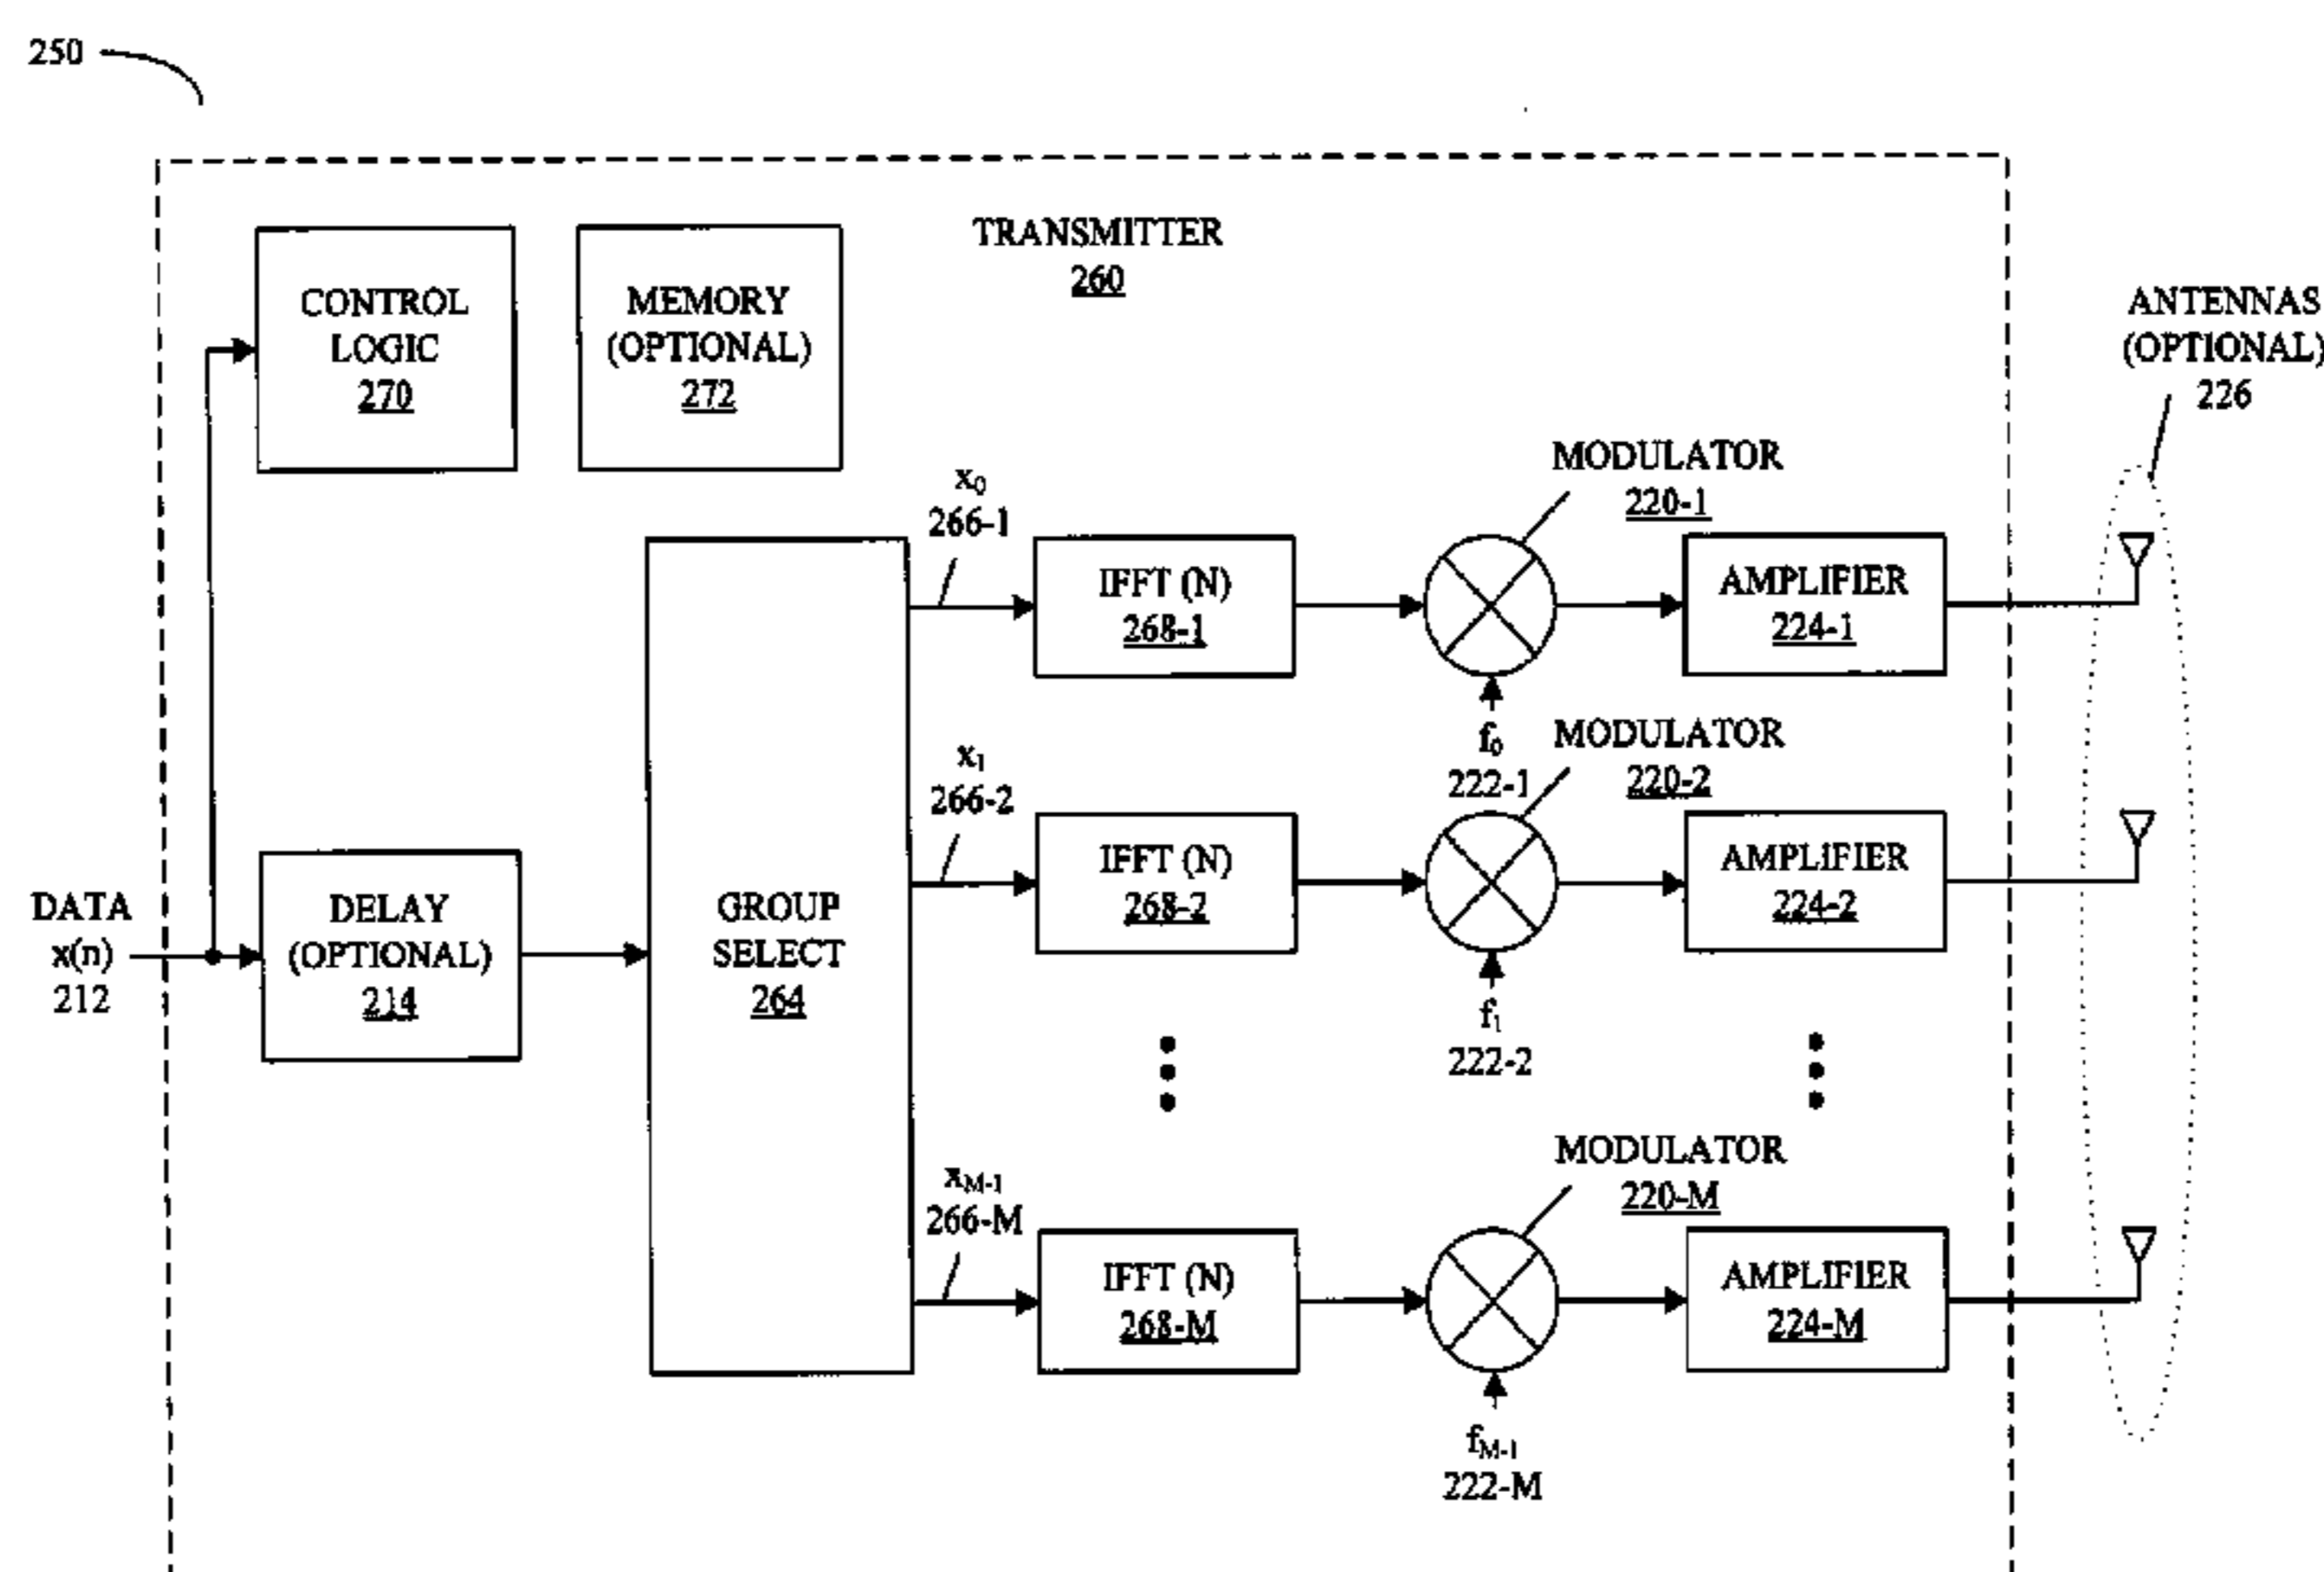 250
TRANSMITTER
260
CONTROL
LOGIC
270
MEMORY
(OPTIONAL)
272
ANTENNAS
(OPTIONAL)
226
x₀
266-1
IFFT (N)
268-1
MODULATOR
220-1
f₀
222-1
AMPLIFIER
224-1
x₁
266-2
IFFT (N)
268-2
MODULATOR
220-2
f₁
222-2
AMPLIFIER
224-2
DATA
x(n)
212
DELAY
(OPTIONAL)
214
GROUP
SELECT
264
x_{M-1}
266-M
IFFT (N)
268-M
MODULATOR
220-M
f_{M-1}
222-M
AMPLIFIER
224-M